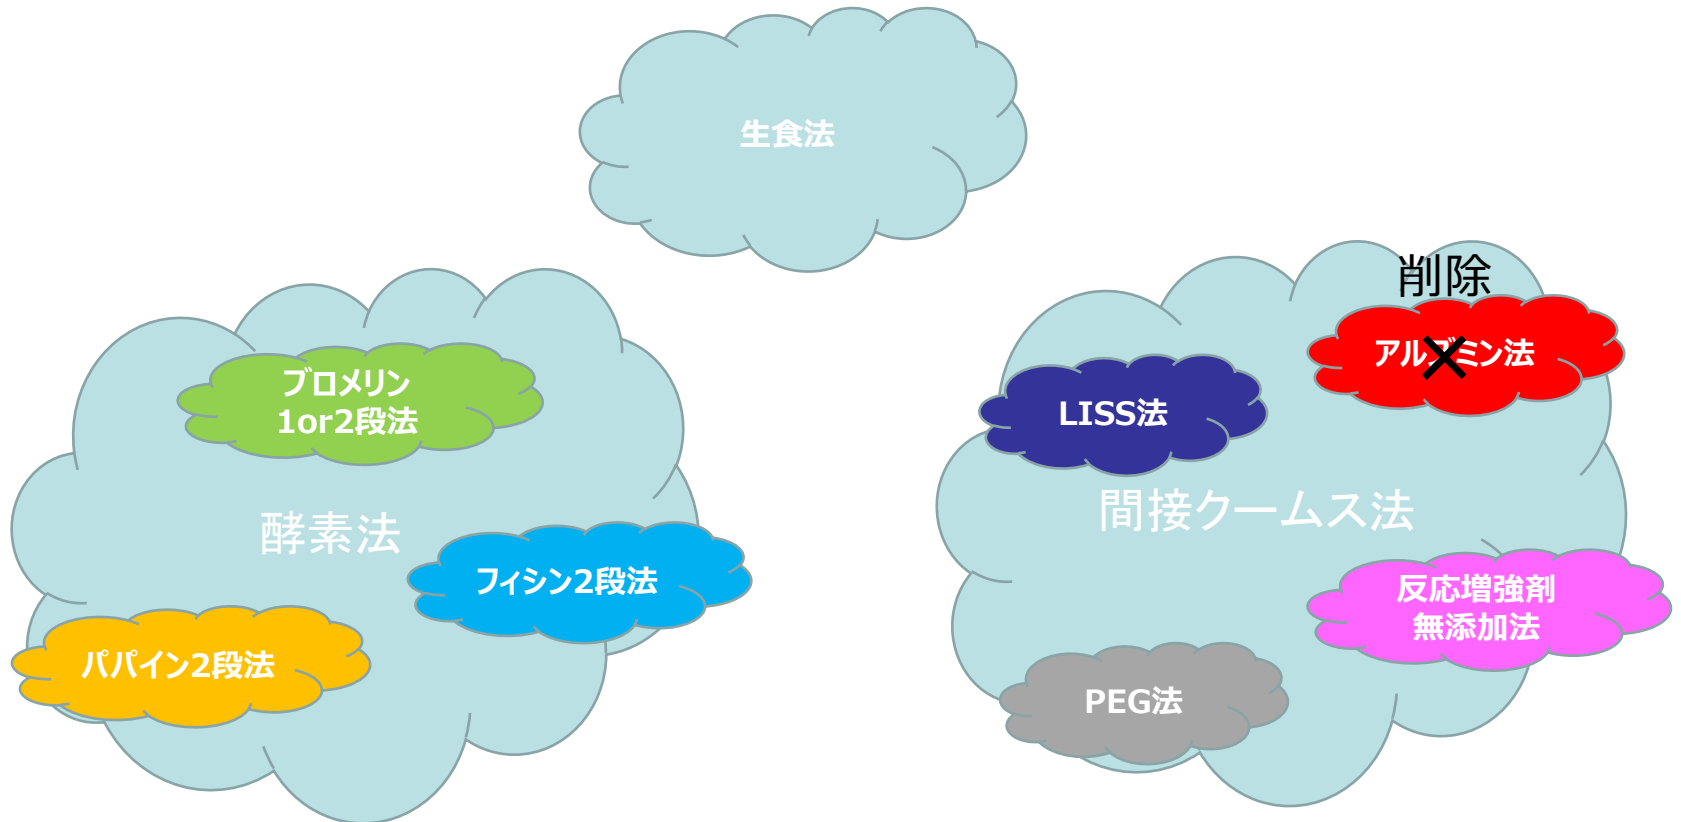 生食法
ブロメリン
1or2段法
酵素法
フィシン2段法
パパイン2段法
削除
アルブミン法
LISS法
間接クームス法
反応増強剤
無添加法
PEG法